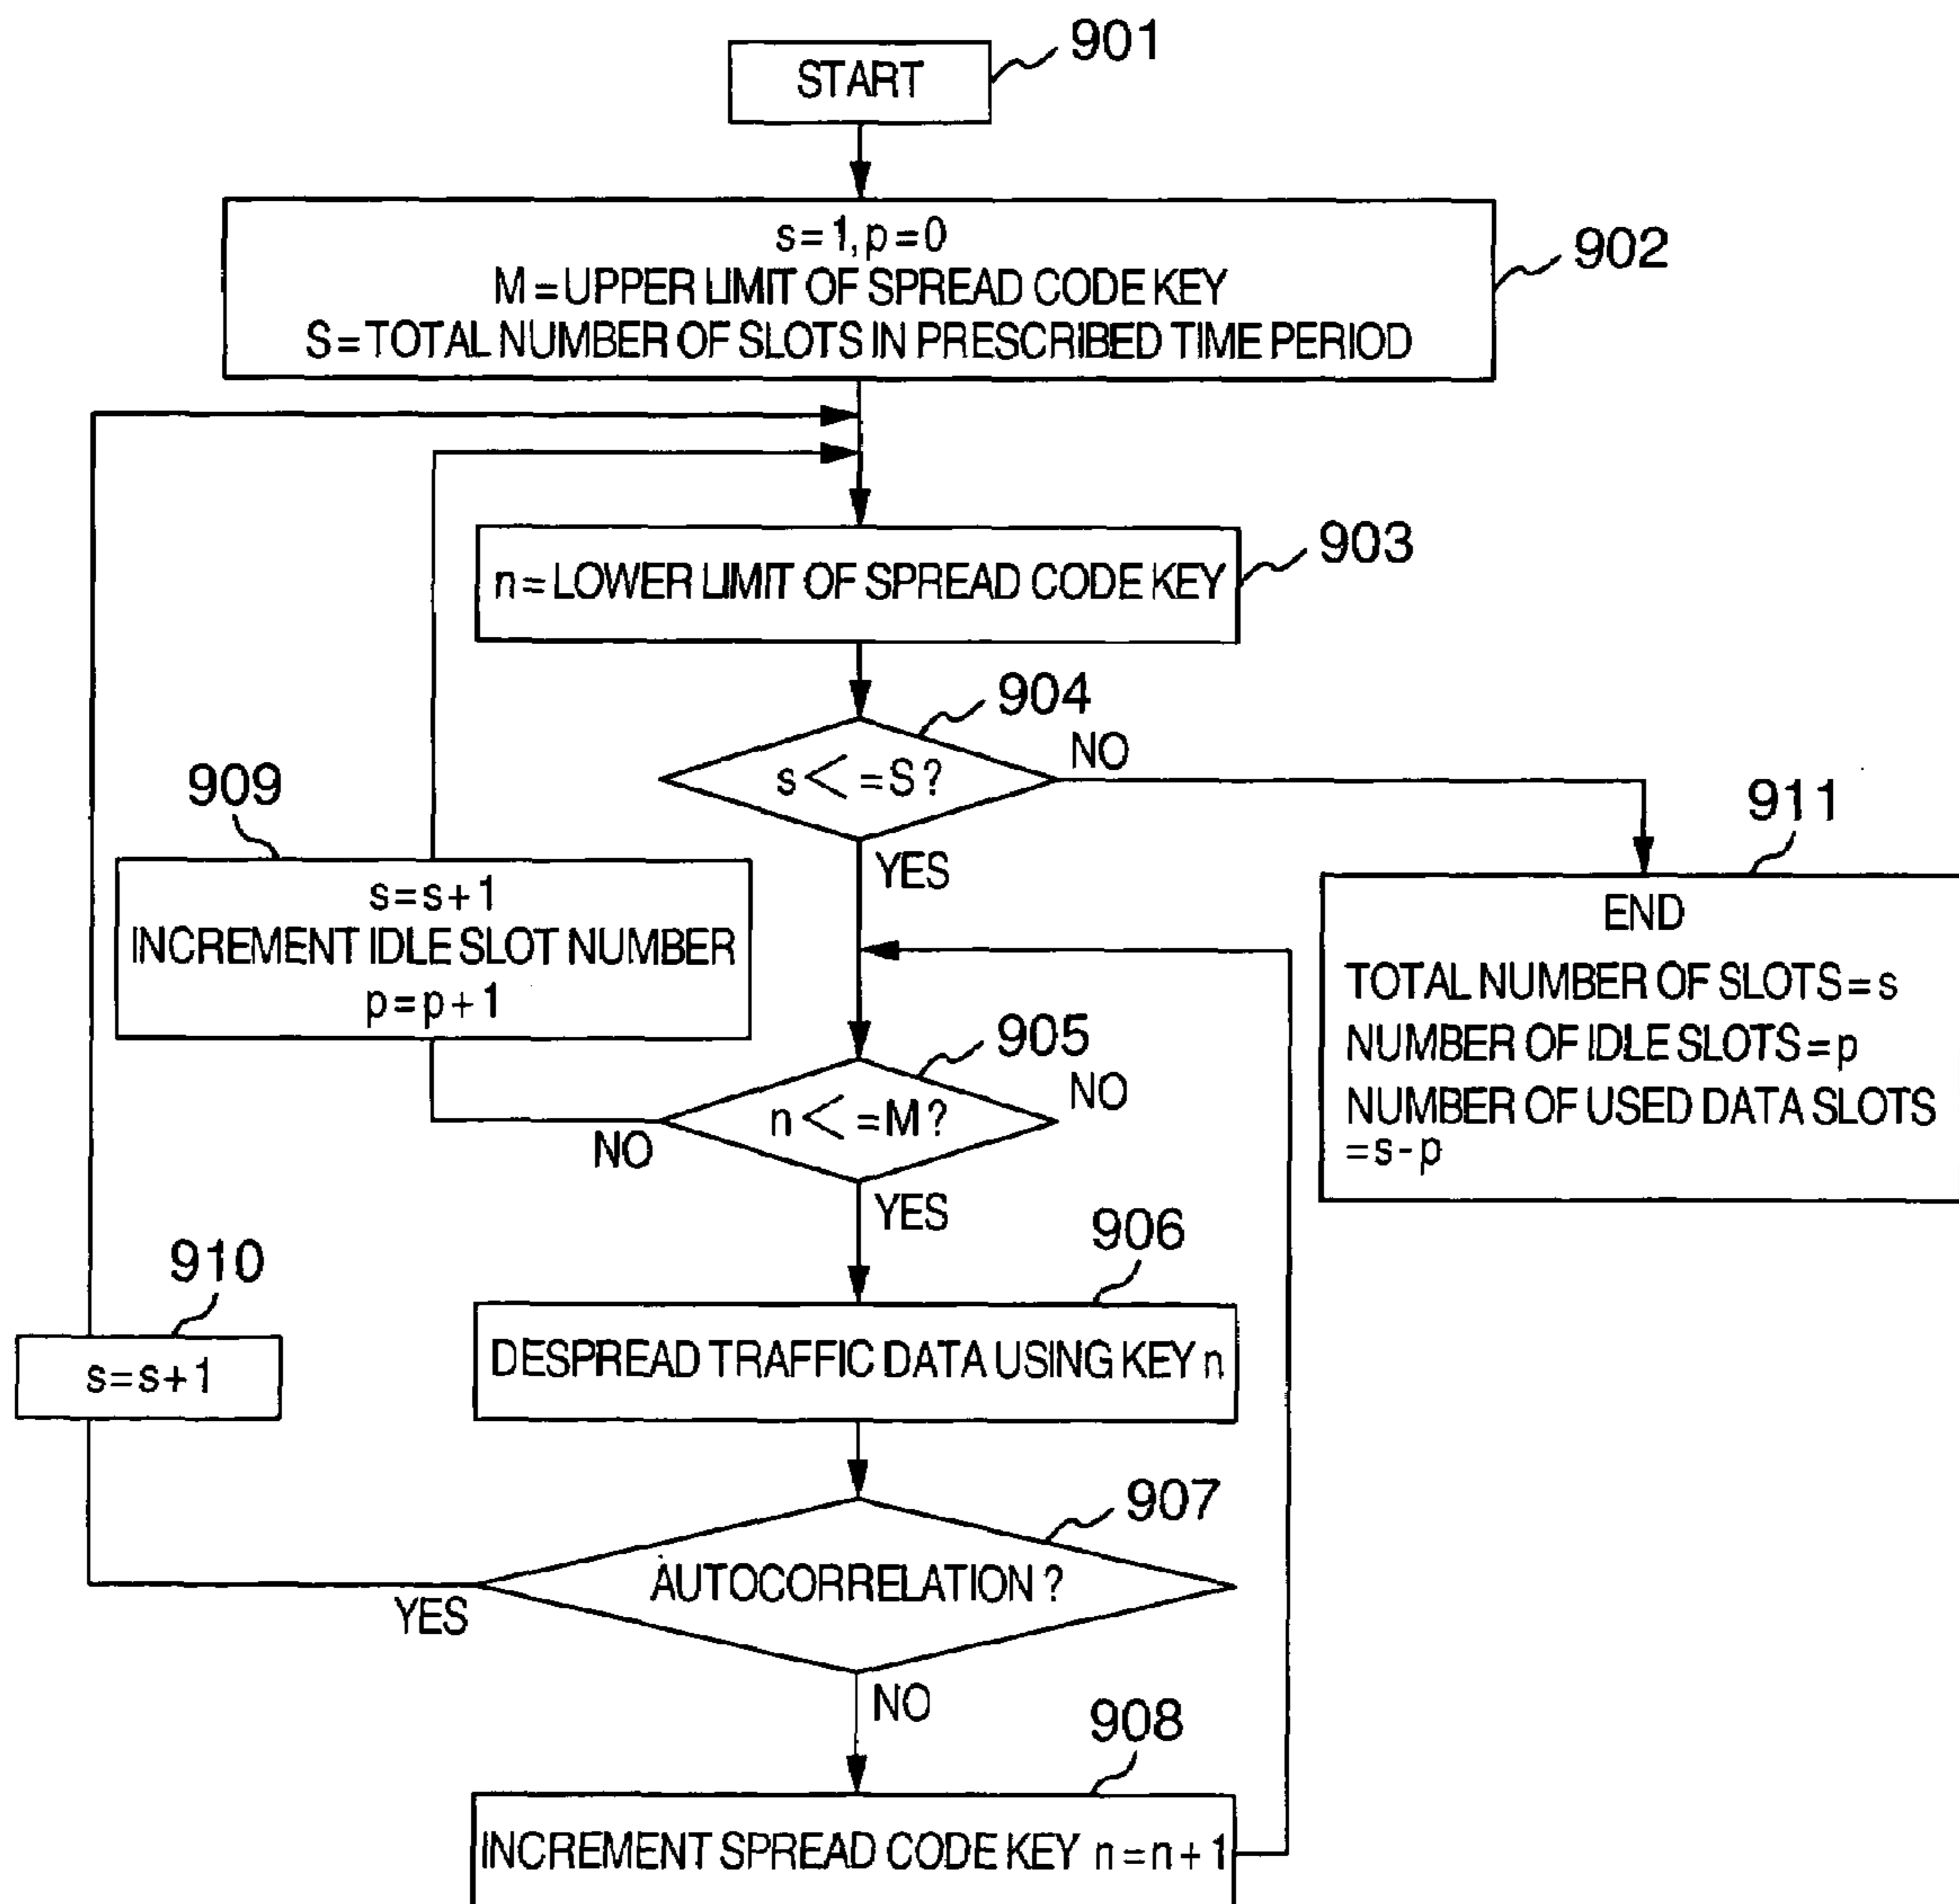 901
START
902
s=1, p=0
M=UPPER LIMIT OF SPREAD CODE KEY
S=TOTAL NUMBER OF SLOTS IN PRESCRIBED TIME PERIOD
903
n=LOWER LIMIT OF SPREAD CODE KEY
904
s<=S?
NO
YES
909
s=s+1
INCREMENT IDLE SLOT NUMBER
p=p+1
911
END
TOTAL NUMBER OF SLOTS=s
NUMBER OF IDLE SLOTS=p
NUMBER OF USED DATA SLOTS
=s-p
905
n<=M?
NO
NO
YES
906
DESPREAD TRAFFIC DATA USING KEY n
910
s=s+1
907
AUTOCORRELATION?
YES
NO
908
INCREMENT SPREAD CODE KEY n=n+1